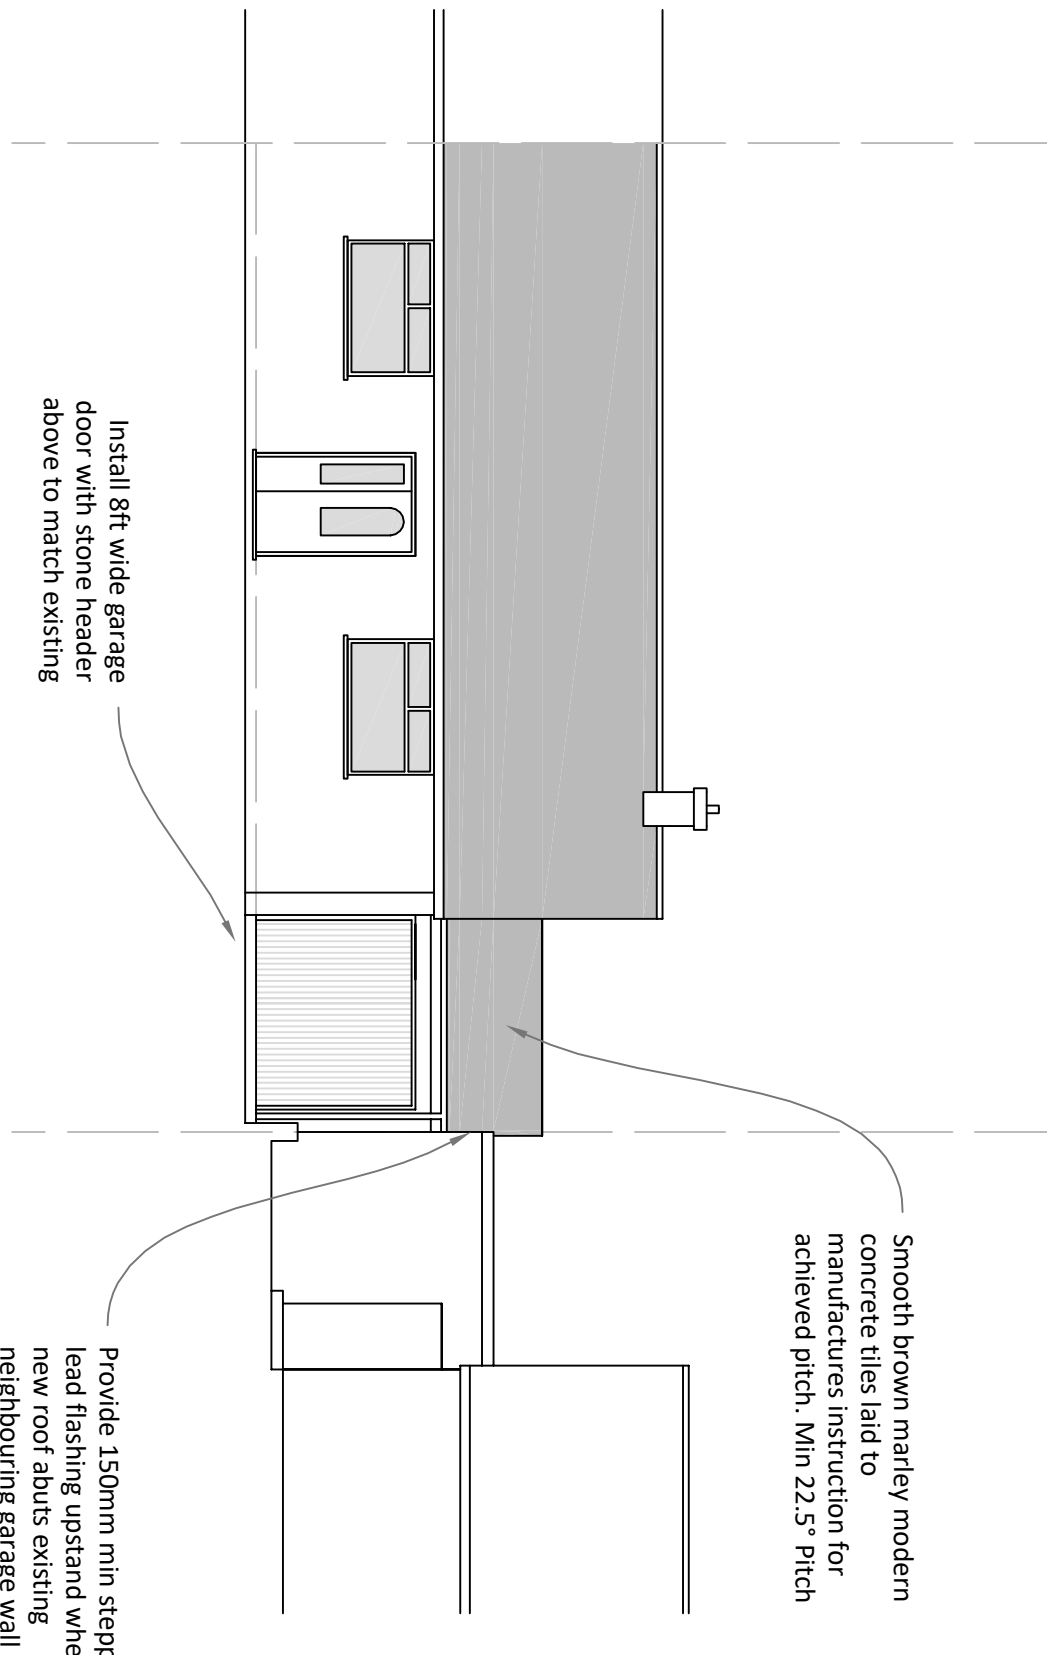 Smooth brown marley modern
concrete tiles laid to
manufactures instruction for
achieved pitch. Min 22.5° Pitch
Install 8ft wide garage
door with stone header
above to match existing
Provide 150mm min
lead flashing upstand
new roof abuts existing
neighbouring garage wall